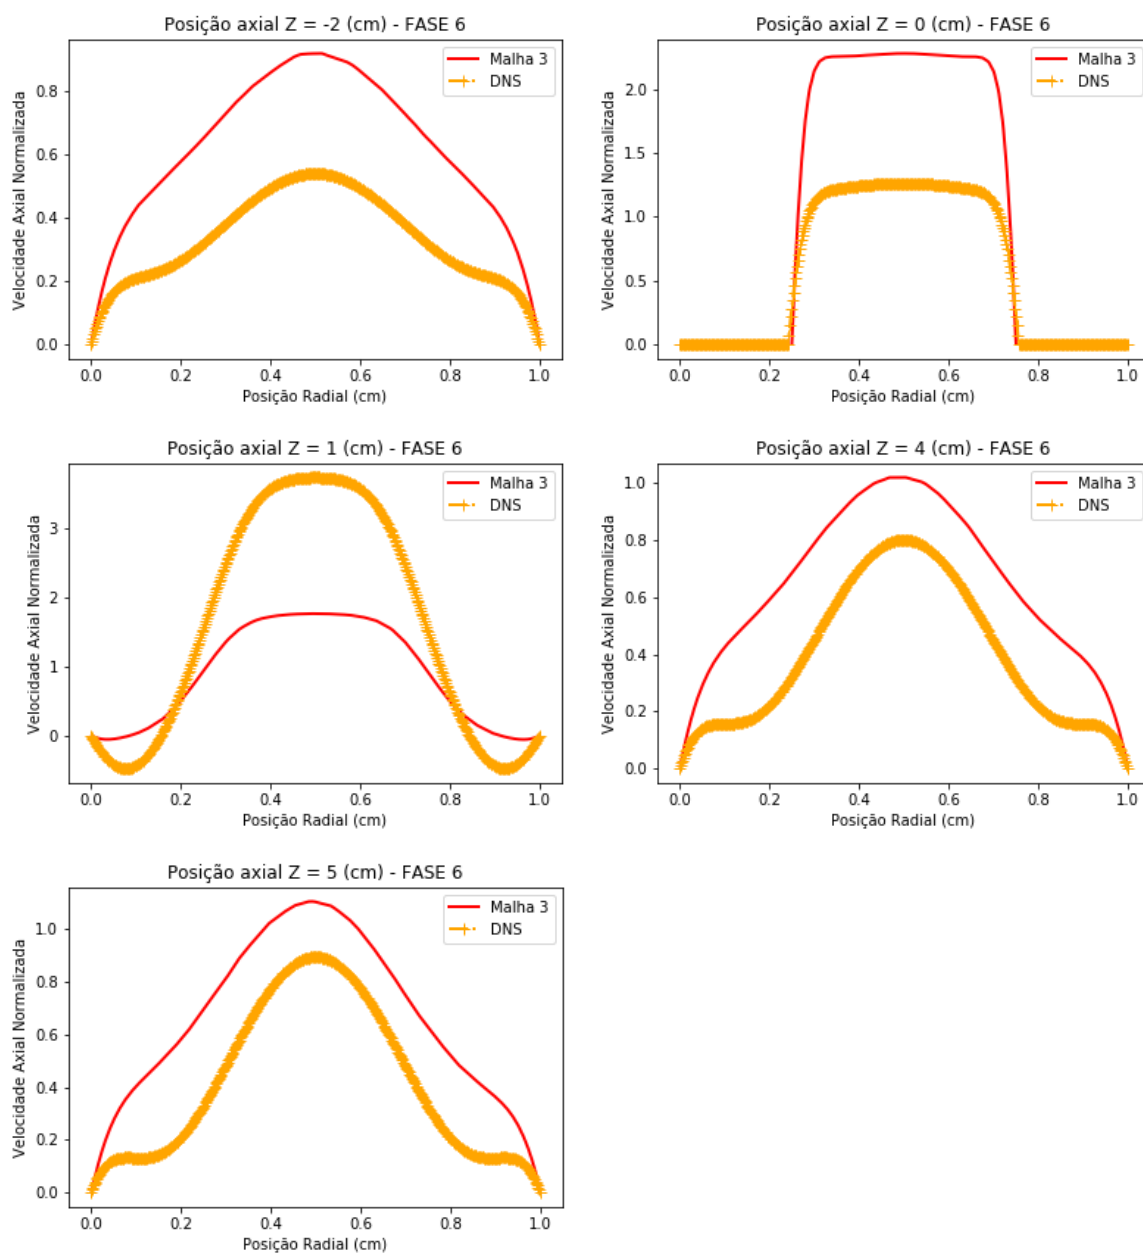 Posição axial Z = -2 (cm) - FASE 6
Velocidade Axial Normalizada
0.8
0.6
0.4
0.2
0.0
Malha 3
DNS
0.0 0.2 0.4 0.6 0.8 1.0
Posição Radial (cm)
Posição axial Z = 0 (cm) - FASE 6
Velocidade Axial Normalizada
2.0
1.5
1.0
0.5
0.0
Malha 3
DNS
0.0 0.2 0.4 0.6 0.8 1.0
Posição Radial (cm)
Posição axial Z = 1 (cm) - FASE 6
Velocidade Axial Normalizada
3
2
1
0
Malha 3
DNS
0.0 0.2 0.4 0.6 0.8 1.0
Posição Radial (cm)
Posição axial Z = 4 (cm) - FASE 6
Velocidade Axial Normalizada
1.0
0.8
0.6
0.4
0.2
0.0
Malha 3
DNS
0.0 0.2 0.4 0.6 0.8 1.0
Posição Radial (cm)
Posição axial Z = 5 (cm) - FASE 6
Velocidade Axial Normalizada
1.0
0.8
0.6
0.4
0.2
0.0
Malha 3
DNS
0.0 0.2 0.4 0.6 0.8 1.0
Posição Radial (cm)